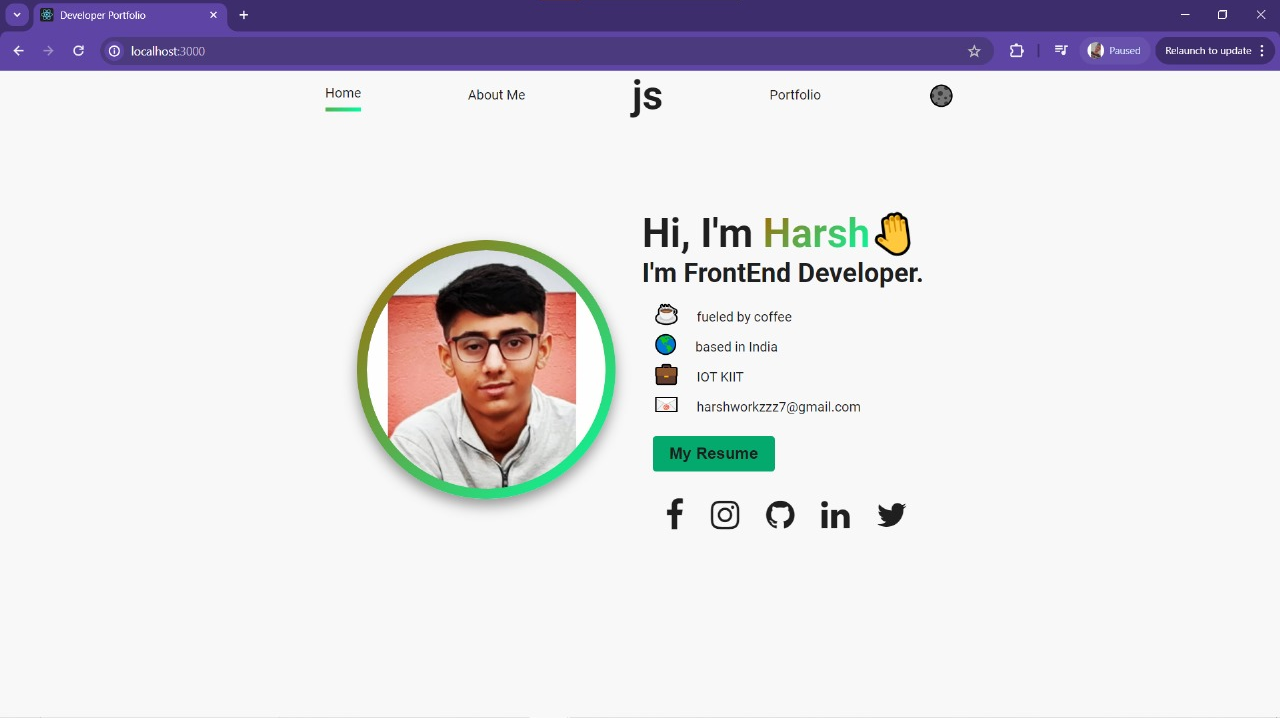 Developer Portfolio
localhost:3000
Paused
Relaunch to update
Home
About Me
js
Portfolio
Hi, I'm Harsh
I'm FrontEnd Developer.
fueled by coffee
based in India
IOT KIIT
harshworkzzz7@gmail.com
My Resume